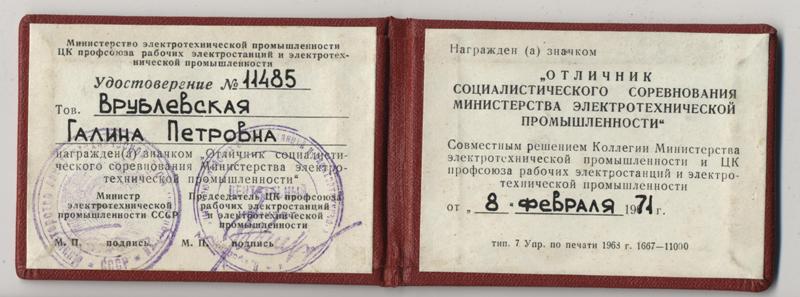 Министерство электротехнической промышленности
ЦК профсоюза рабочих электростанций и электротех-
нической промышленности
Удостоверение № 11485
Тов. Врублевская
Галина Петровна
награжден(а) значком „Отличник социалисти-
ческого соревнования Министерства электро-
технической промышленности"
Министр
электротехнической
промышленности СССР
М. П. подпись
Председатель ЦК профсоюза
рабочих электростанций
и электротехнической
промышленности
М. П. подпись
СССР
Награжден (а) значком
„ОТЛИЧНИК
СОЦИАЛИСТИЧЕСКОГО СОРЕВНОВАНИЯ
МИНИСТЕРСТВА ЭЛЕКТРОТЕХНИЧЕСКОЙ
ПРОМЫШЛЕННОСТИ"
Совместным решением Коллегии Министерства
электротехнической промышленности и ЦК
профсоюза рабочих электростанций и электро-
технической промышленности
от „ 8 " февраля 1971 г.
тип. 7 Упр. по печати 1968 г. 1667—11000